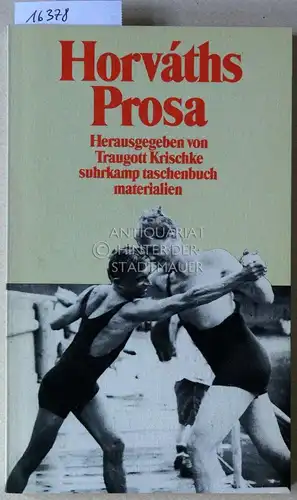 16378
Horváths
Prosa
Herausgegeben von
Traugott Krischke
suhrkamp taschenbuch
materialien
ANTIQUARIAT
HINTER DER
STADTMAUER